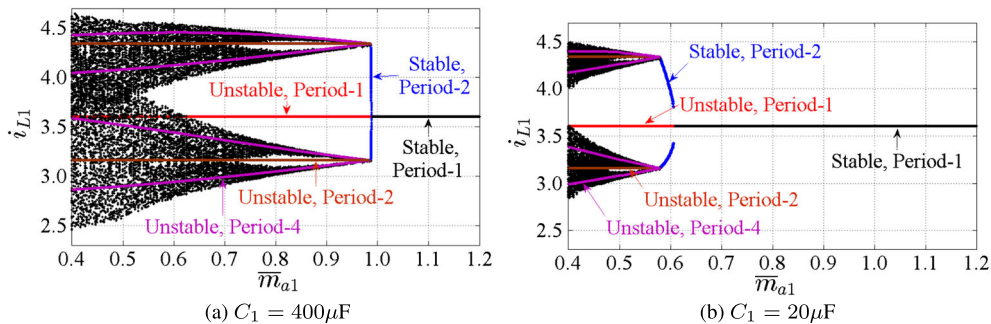 4.5
4.0
3.5
3.0
2.5
i_{L1}
Stable,
Period-2
Unstable, Period-1
Stable,
Period-1
Unstable, Period-2
Unstable, Period-4
0.4 0.5 0.6 0.7 0.8 0.9 1.0 1.1 1.2
\overline{m}_{a1}
(a) C_1 = 400μF
4.5
4.0
3.5
3.0
2.5
i_{L1}
Stable, Period-2
Unstable, Period-1
Stable, Period-1
Unstable, Period-2
Unstable, Period-4
0.4 0.5 0.6 0.7 0.8 0.9 1.0 1.1 1.2
\overline{m}_{a1}
(b) C_1 = 20μF